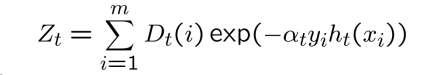 $Z_t = \sum_{i=1}^{m} D_t(i) \exp(-\alpha_t y_i h_t(x_i))$